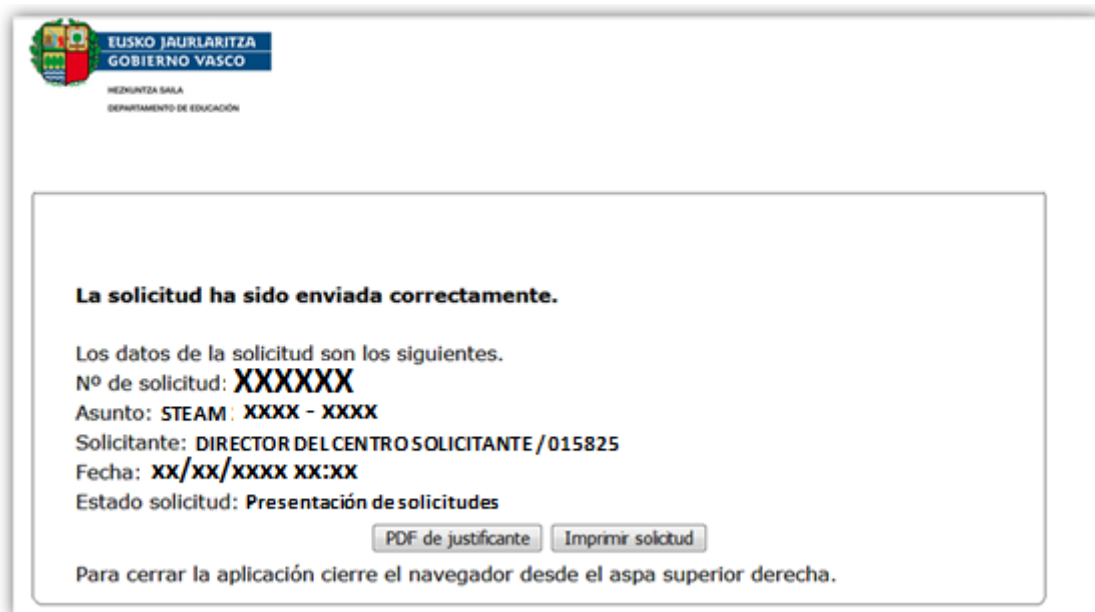 EUSKO JAURLARITZA
GOBIERNO VASCO
HEZKUNTZA SAILA
DEPARTAMENTO DE EDUCACIÓN
La solicitud ha sido enviada correctamente.
Los datos de la solicitud son los siguientes.
Nº de solicitud: XXXXXX
Asunto: STEAM: XXXX - XXXX
Solicitante: DIRECTOR DEL CENTRO SOLICITANTE / 015825
Fecha: xx/xx/xxxx xx:xx
Estado solicitud: Presentación de solicitudes
PDF de justificante Imprimir solicitud
Para cerrar la aplicación cierre el navegador desde el aspa superior derecha.